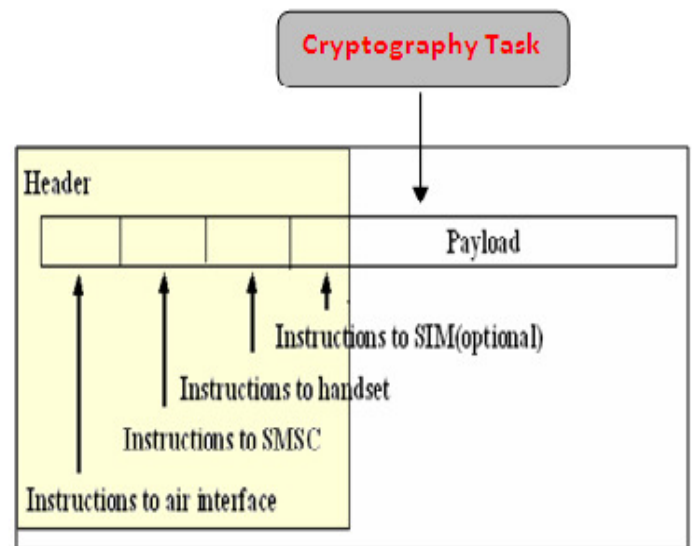 Cryptography Task
Header
Payload
Instructions to SIM(optional)
Instructions to handset
Instructions to SMSC
Instructions to air interface